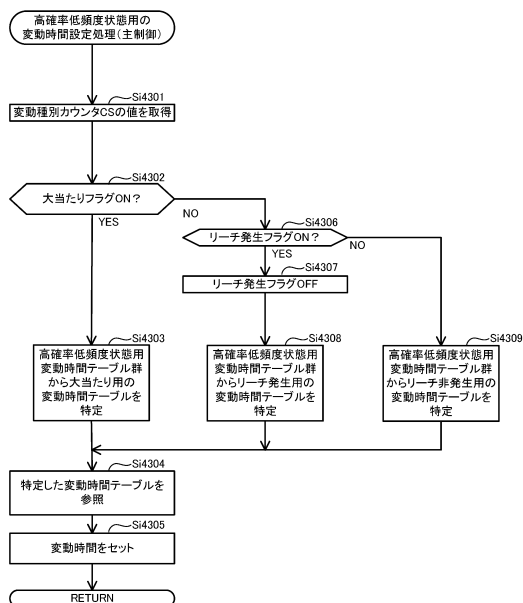 高確率低頻度状態用の
変動時間設定処理(主制御)
Si4301
変動種別カウンタCSの値を取得
Si4302
大当たりフラグON?
YES
NO
Si4306
リーチ発生フラグON?
YES
NO
Si4307
リーチ発生フラグOFF
Si4303
高確率低頻度状態用
変動時間テーブル群
から大当たり用の
変動時間テーブルを
特定
Si4308
高確率低頻度状態用
変動時間テーブル群
からリーチ発生用の
変動時間テーブルを
特定
Si4309
高確率低頻度状態用
変動時間テーブル群
からリーチ非発生用の
変動時間テーブルを
特定
Si4304
特定した変動時間テーブルを
参照
Si4305
変動時間をセット
RETURN